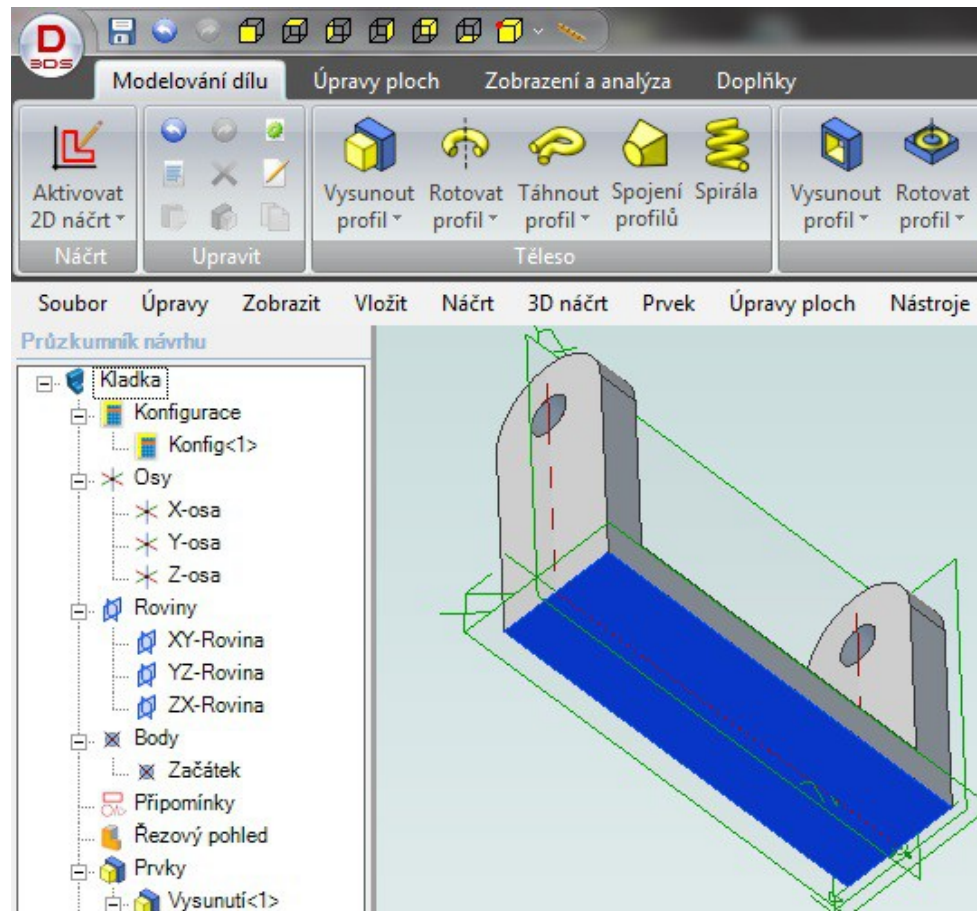 D
3DS
Modelování dílu Úpravy ploch Zobrazení a analýza Doplňky
Aktivovat 2D náčrt
Vysunout profil
Rotovat profil
Táhnout profil
Spojení profilů
Spirála
Vysunout profil
Rotovat profil
Náčrt Upravit Těleso
Soubor Úpravy Zobrazit Vložit Náčrt 3D náčrt Prvek Úpravy ploch Nástroje
Průzkumník návrhu
Kladka
Konfigurace
Konfig<1>
Osy
X-osa
Y-osa
Z-osa
Roviny
XY-Rovina
YZ-Rovina
ZX-Rovina
Body
Začátek
Připomínky
Řezový pohled
Prvky
Vysunutí<1>